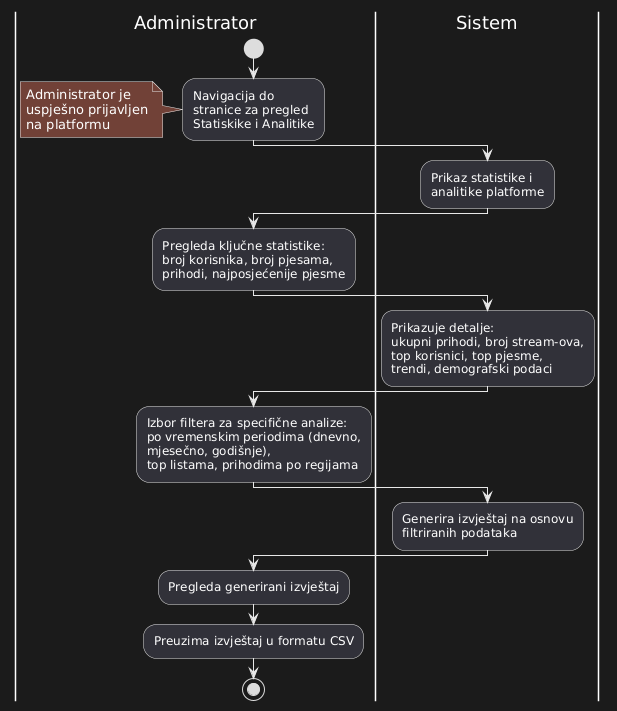 Administrator
Sistem
Administrator je
uspješno prijavljen
na platformu
Navigacija do
stranice za pregled
Statiskike i Analitike
Prikaz statistike i
analitike platforme
Pregleda ključne statistike:
broj korisnika, broj pjesama,
prihodi, najposjećenije pjesme
Prikazuje detalje:
ukupni prihodi, broj stream-ova,
top korisnici, top pjesme,
trendi, demografski podaci
Izbor filtera za specifične analize:
po vremenskim periodima (dnevno,
mjesečno, godišnje),
top listama, prihodima po regijama
Generira izvještaj na osnovu
filtriranih podataka
Pregleda generirani izvještaj
Preuzima izvještaj u formatu CSV